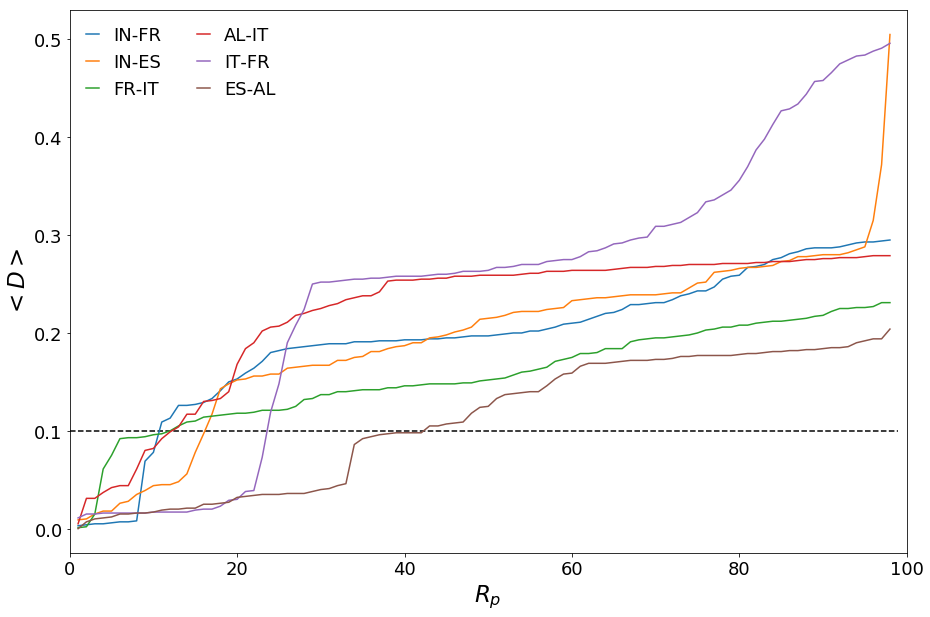 0.5
0.4
0.3
0.2
0.1
0.0
< D >
IN-FR
IN-ES
FR-IT
AL-IT
IT-FR
ES-AL
0 20 40 60 80 100
Rp